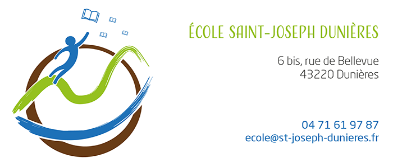 ÉCOLE SAINT-JOSEPH DUNIÈRES
6 bis, rue de Bellevue
43220 Dunières
04 71 61 97 87
ecole@st-joseph-dunieres.fr